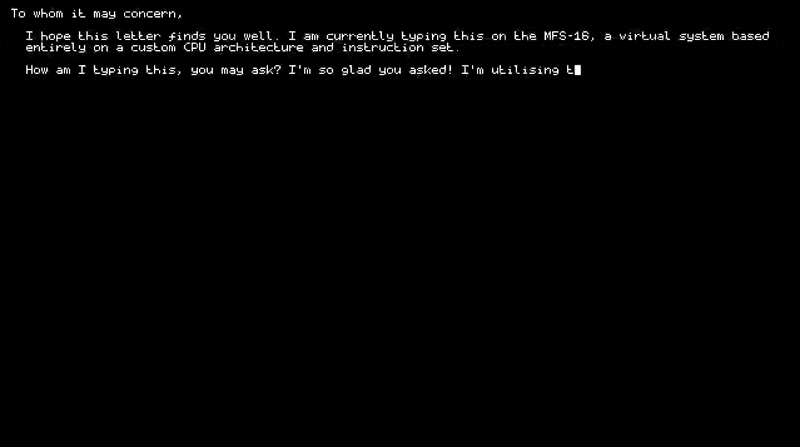 To whom it may concern,
I hope this letter finds you well. I am currently typing this on the MFS-16, a virtual system based
entirely on a custom CPU architecture and instruction set.
How am I typing this, you may ask? I'm so glad you asked! I'm utilising t